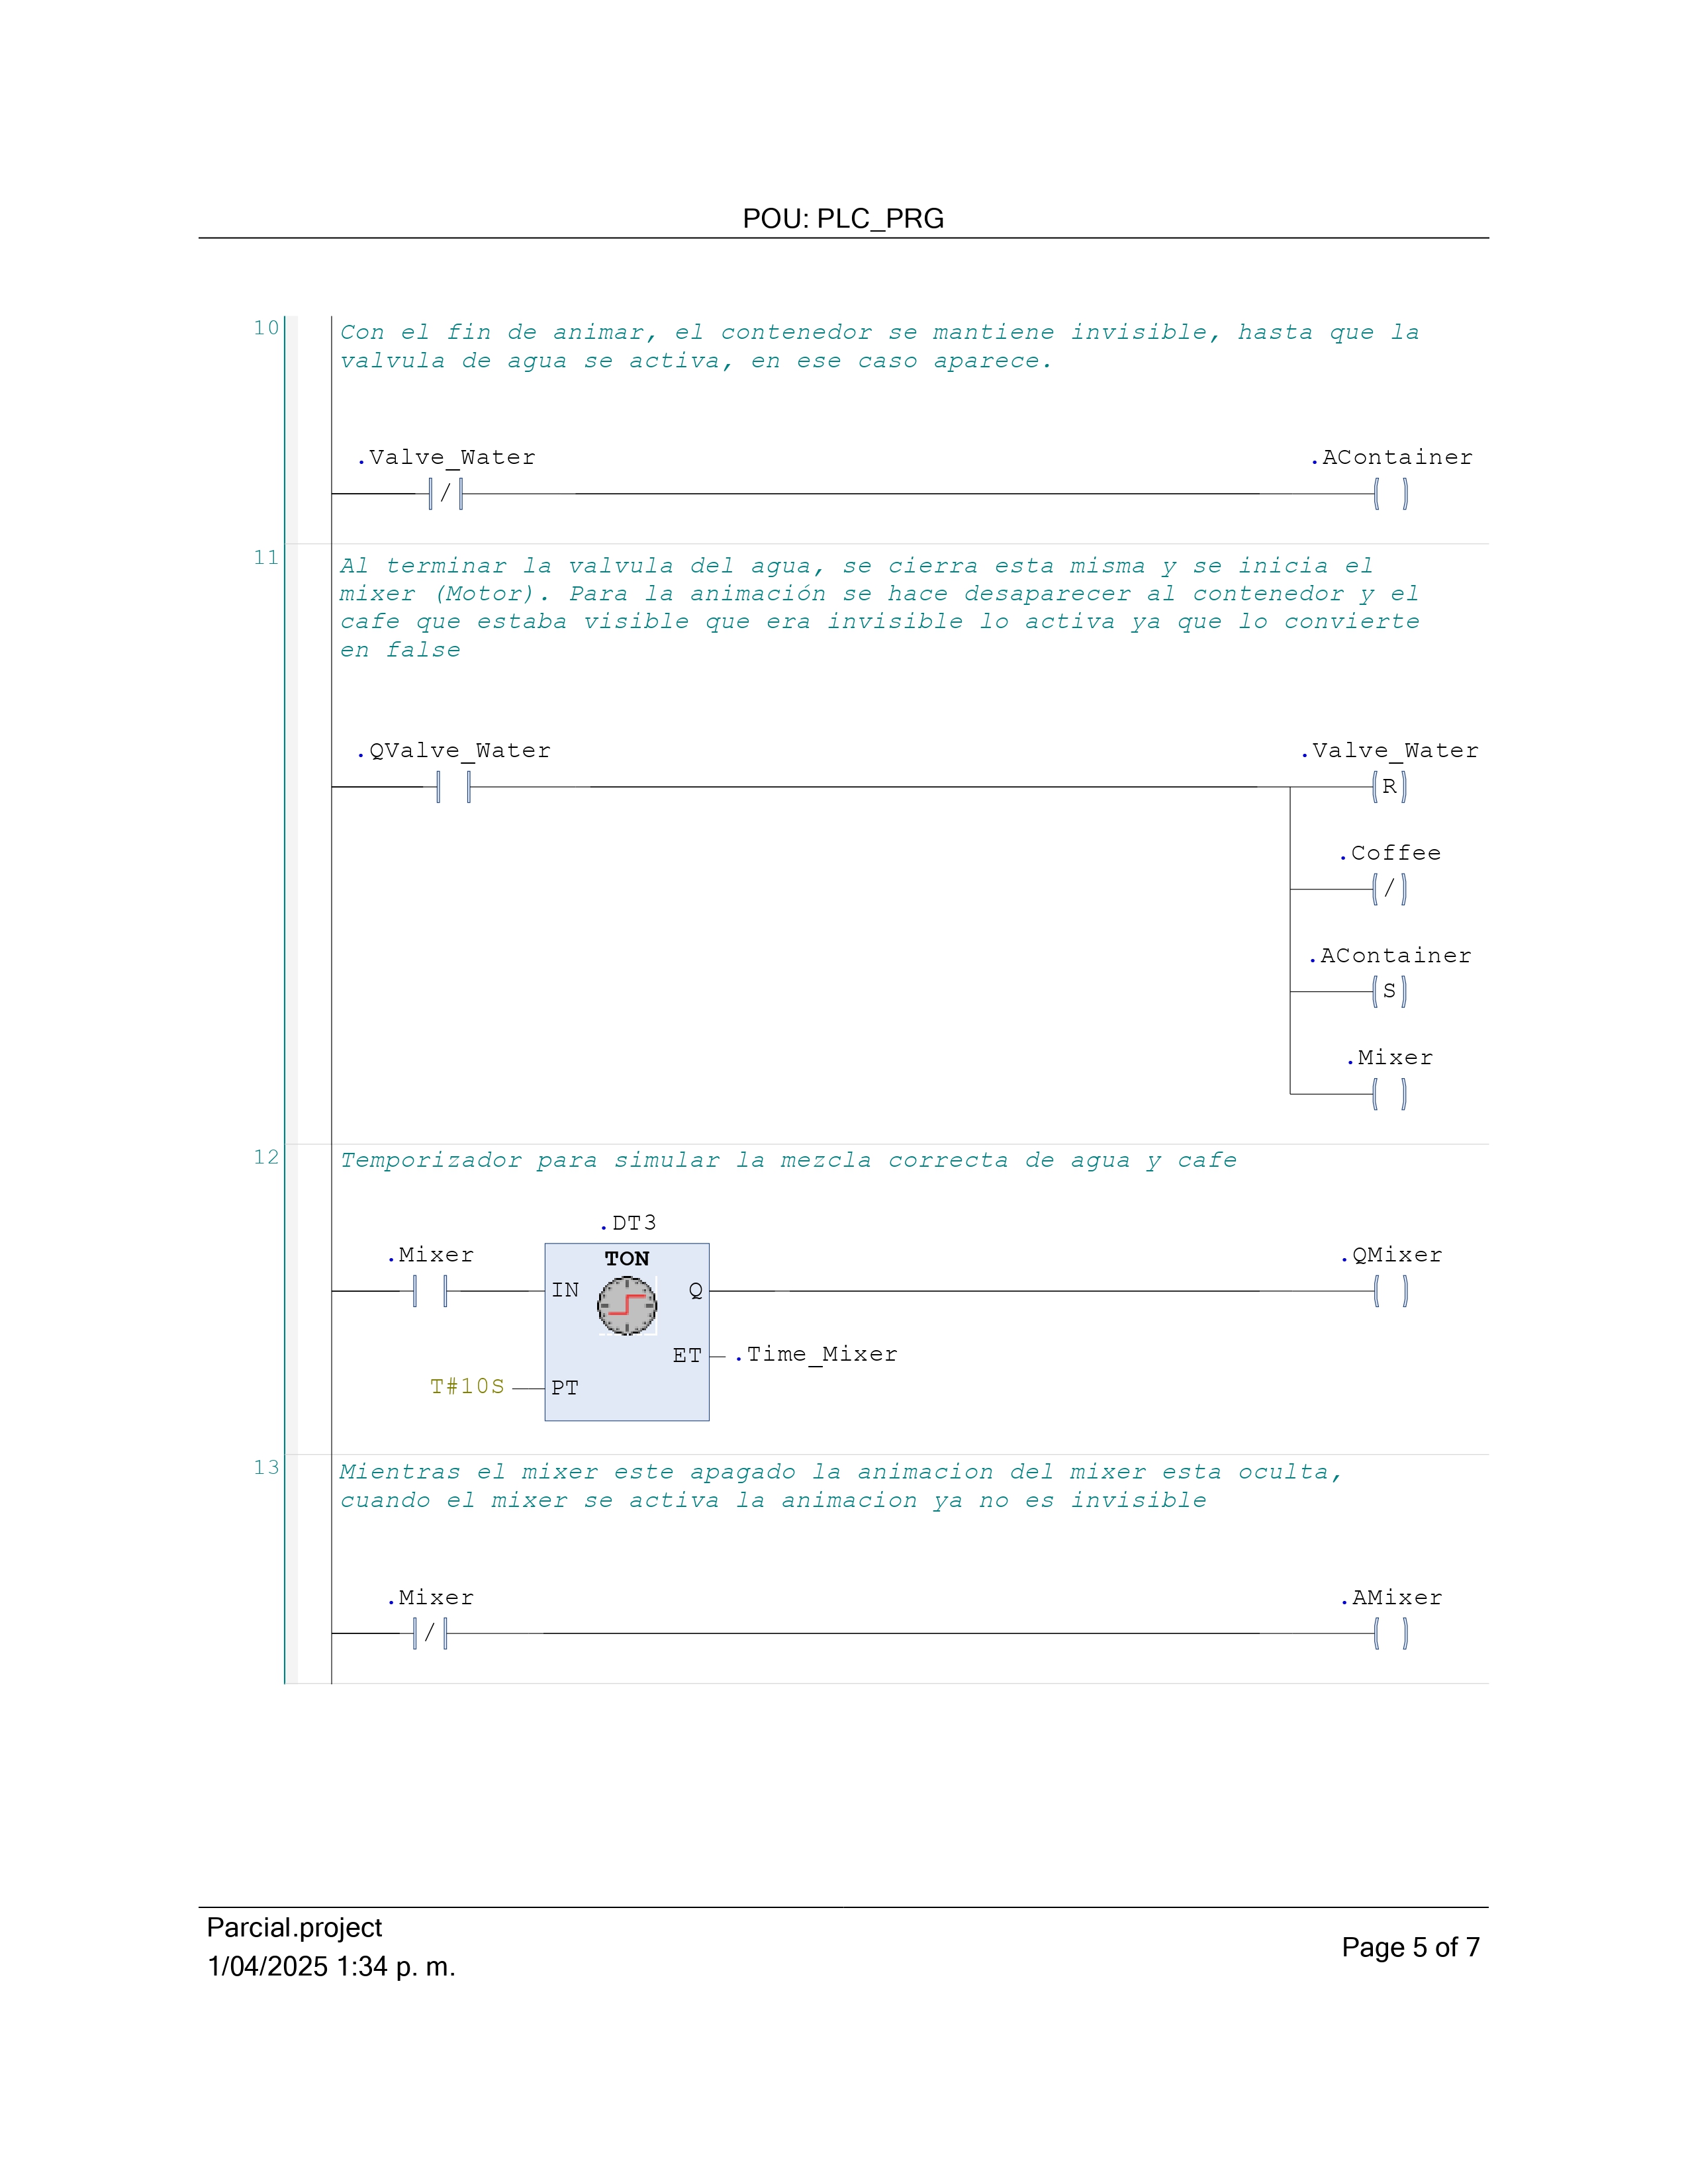 POU: PLC_PRG
10
Con el fin de animar, el contenedor se mantiene invisible, hasta que la
valvula de agua se activa, en ese caso aparece.
.Valve_Water
.AContainer
/
11
Al terminar la valvula del agua, se cierra esta misma y se inicia el
mixer (Motor). Para la animación se hace desaparecer al contenedor y el
cafe que estaba visible que era invisible lo activa ya que lo convierte
en false
.QValve_Water
.Valve_Water
R
.Coffee
/
.AContainer
S
.Mixer
12
Temporizador para simular la mezcla correcta de agua y cafe
.DT3
.Mixer
TON
.QMixer
IN
Q
ET
.Time_Mixer
T#10S
PT
13
Mientras el mixer este apagado la animacion del mixer esta oculta,
cuando el mixer se activa la animacion ya no es invisible
.Mixer
.AMixer
/
Parcial.project
1/04/2025 1:34 p. m.
Page 5 of 7